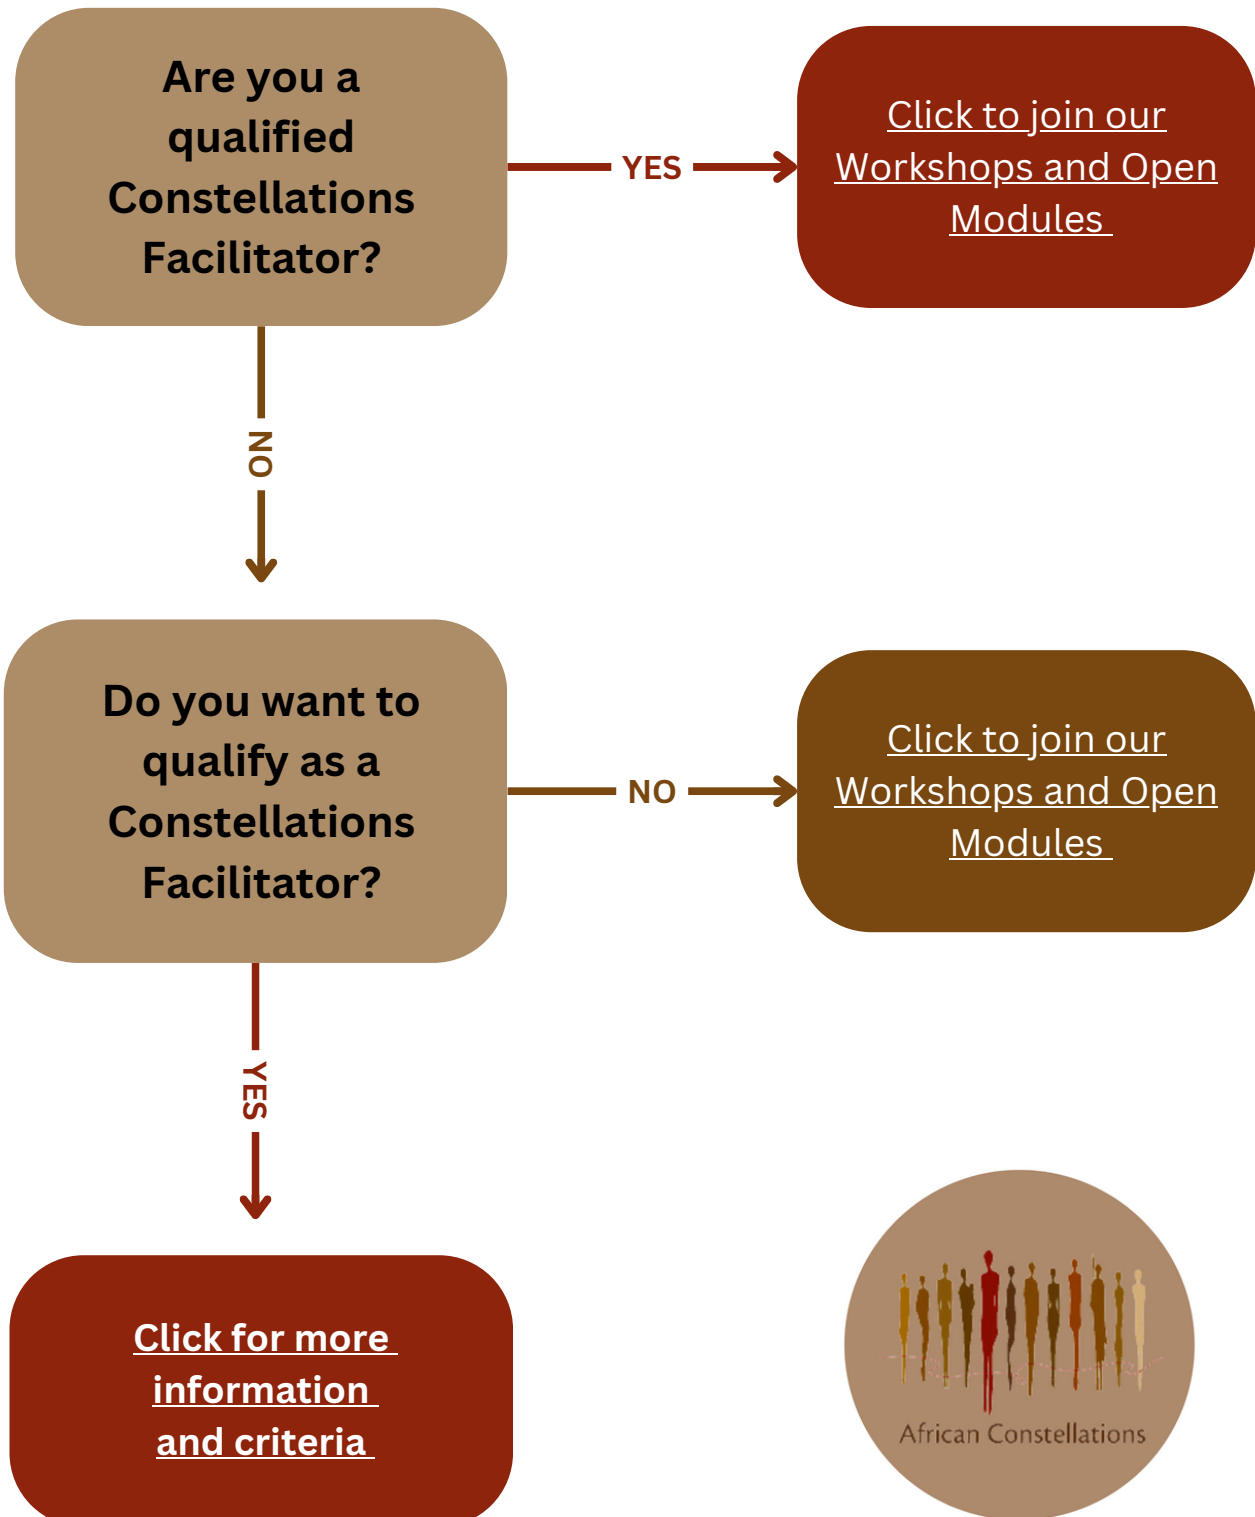 Are you a
qualified
Constellations
Facilitator?
YES
Click to join our
Workshops and Open
Modules
NO
Do you want to
qualify as a
Constellations
Facilitator?
NO
Click to join our
Workshops and Open
Modules
YES
Click for more
information
and criteria
African Constellations